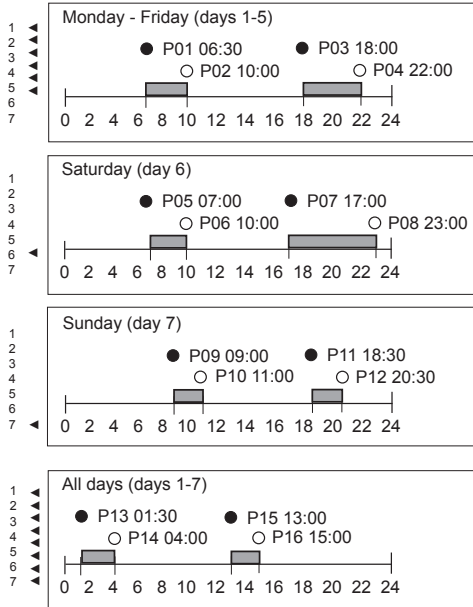 Monday - Friday (days 1-5)
1 ◄
2 ◄
3 ◄
4 ◄
5 ◄
6
7
● P01 06:30 ● P03 18:00
○ P02 10:00 ○ P04 22:00
0 2 4 6 8 10 12 14 16 18 20 22 24
Saturday (day 6)
1
2
3
4
5
6 ◄
7
● P05 07:00 ● P07 17:00
○ P06 10:00 ○ P08 23:00
0 2 4 6 8 10 12 14 16 18 20 22 24
Sunday (day 7)
1
2
3
4
5
6
7 ◄
● P09 09:00 ● P11 18:30
○ P10 11:00 ○ P12 20:30
0 2 4 6 8 10 12 14 16 18 20 22 24
All days (days 1-7)
1 ◄
2 ◄
3 ◄
4 ◄
5 ◄
6 ◄
7 ◄
● P13 01:30 ● P15 13:00
○ P14 04:00 ○ P16 15:00
0 2 4 6 8 10 12 14 16 18 20 22 24